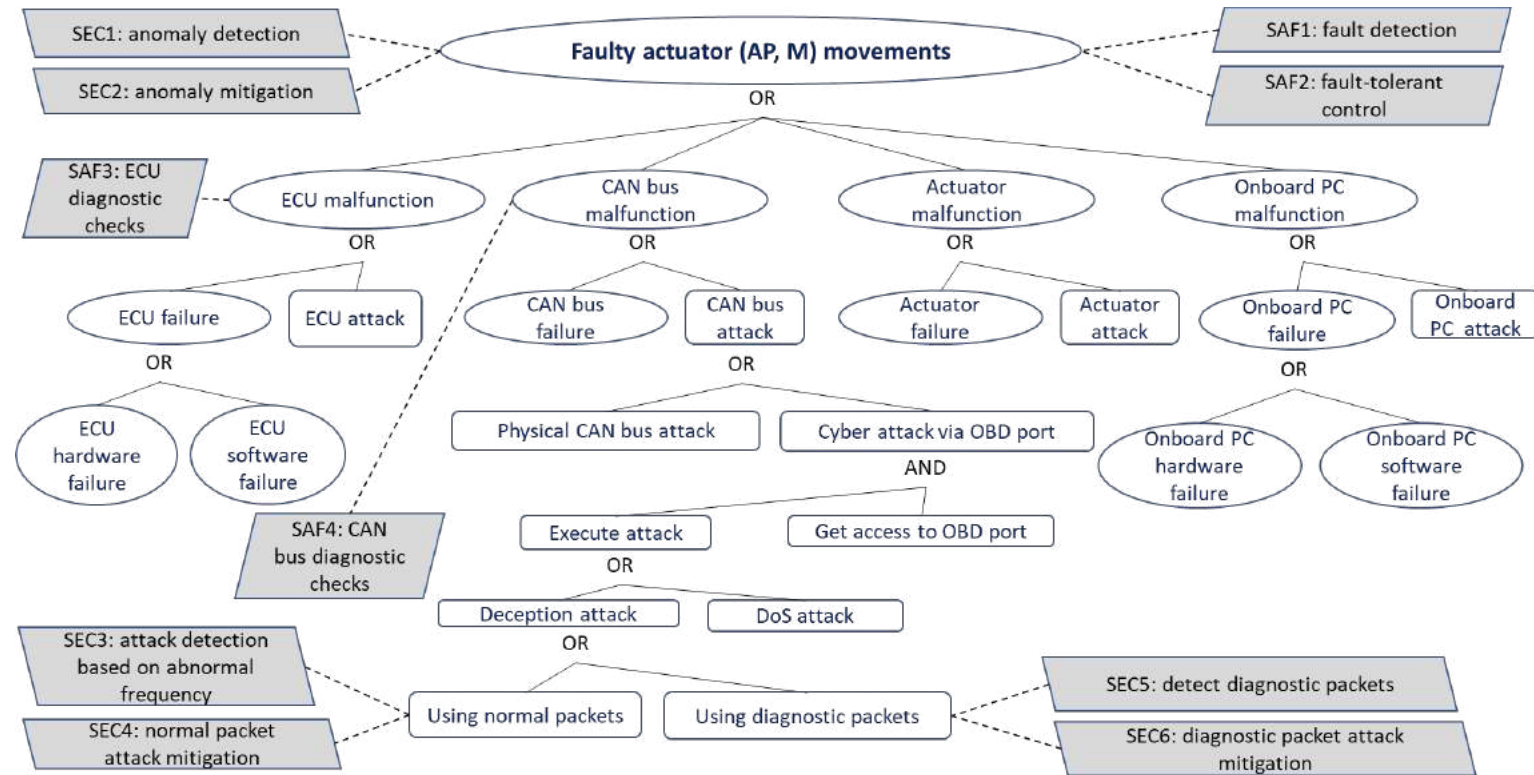 SEC1: anomaly detection
SEC2: anomaly mitigation
Faulty actuator (AP, M) movements
SAF1: fault detection
SAF2: fault-tolerant
control
OR
SAF3: ECU
diagnostic
checks
ECU malfunction
CAN bus
malfunction
Actuator
malfunction
Onboard PC
malfunction
OR
OR
OR
OR
ECU failure
ECU attack
CAN bus
failure
CAN bus
attack
Actuator
failure
Actuator
attack
Onboard PC
failure
Onboard
PC attack
OR
OR
OR
ECU
hardware
failure
ECU
software
failure
Physical CAN bus attack
Cyber attack via OBD port
Onboard PC
hardware
failure
Onboard PC
software
failure
AND
SAF4: CAN
bus diagnostic
checks
Execute attack
Get access to OBD port
OR
Deception attack
DoS attack
OR
SEC3: attack detection
based on abnormal
frequency
SEC4: normal packet
attack mitigation
Using normal packets
Using diagnostic packets
SEC5: detect diagnostic packets
SEC6: diagnostic packet attack
mitigation